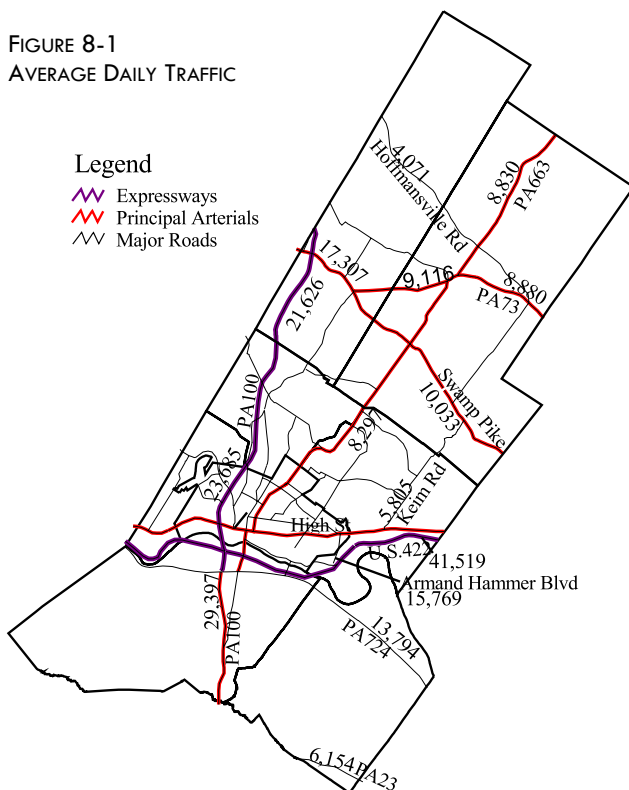 FIGURE 8-1
AVERAGE DAILY TRAFFIC
Legend
Expressways
Principal Arterials
Major Roads
4,071
Hoffmansville Rd
8,830
PA663
17,307
9,116
8,880
PA73
21,626
Swamp Pike
10,033
PA100
8,297
23,685
5,805
Keim Rd
High St
U.S.422
41,519
Armand Hammer Blvd
15,769
29,397
PA100
13,794
PA724
6,154 PA23